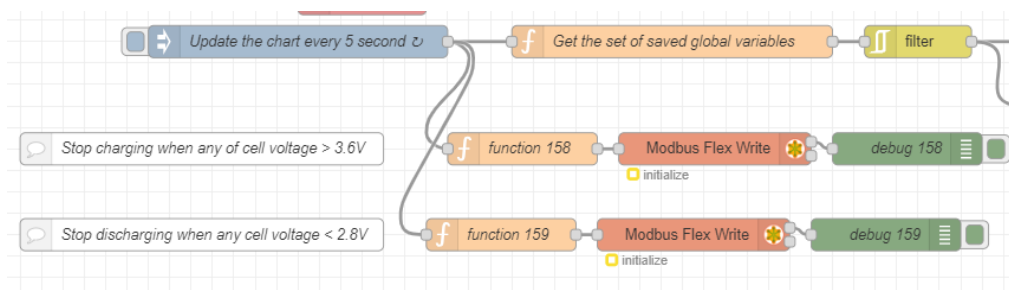 Update the chart every 5 second ↻
Get the set of saved global variables
filter
Stop charging when any of cell voltage > 3.6V
function 158
Modbus Flex Write
debug 158
initialize
Stop discharging when any cell voltage < 2.8V
function 159
Modbus Flex Write
debug 159
initialize